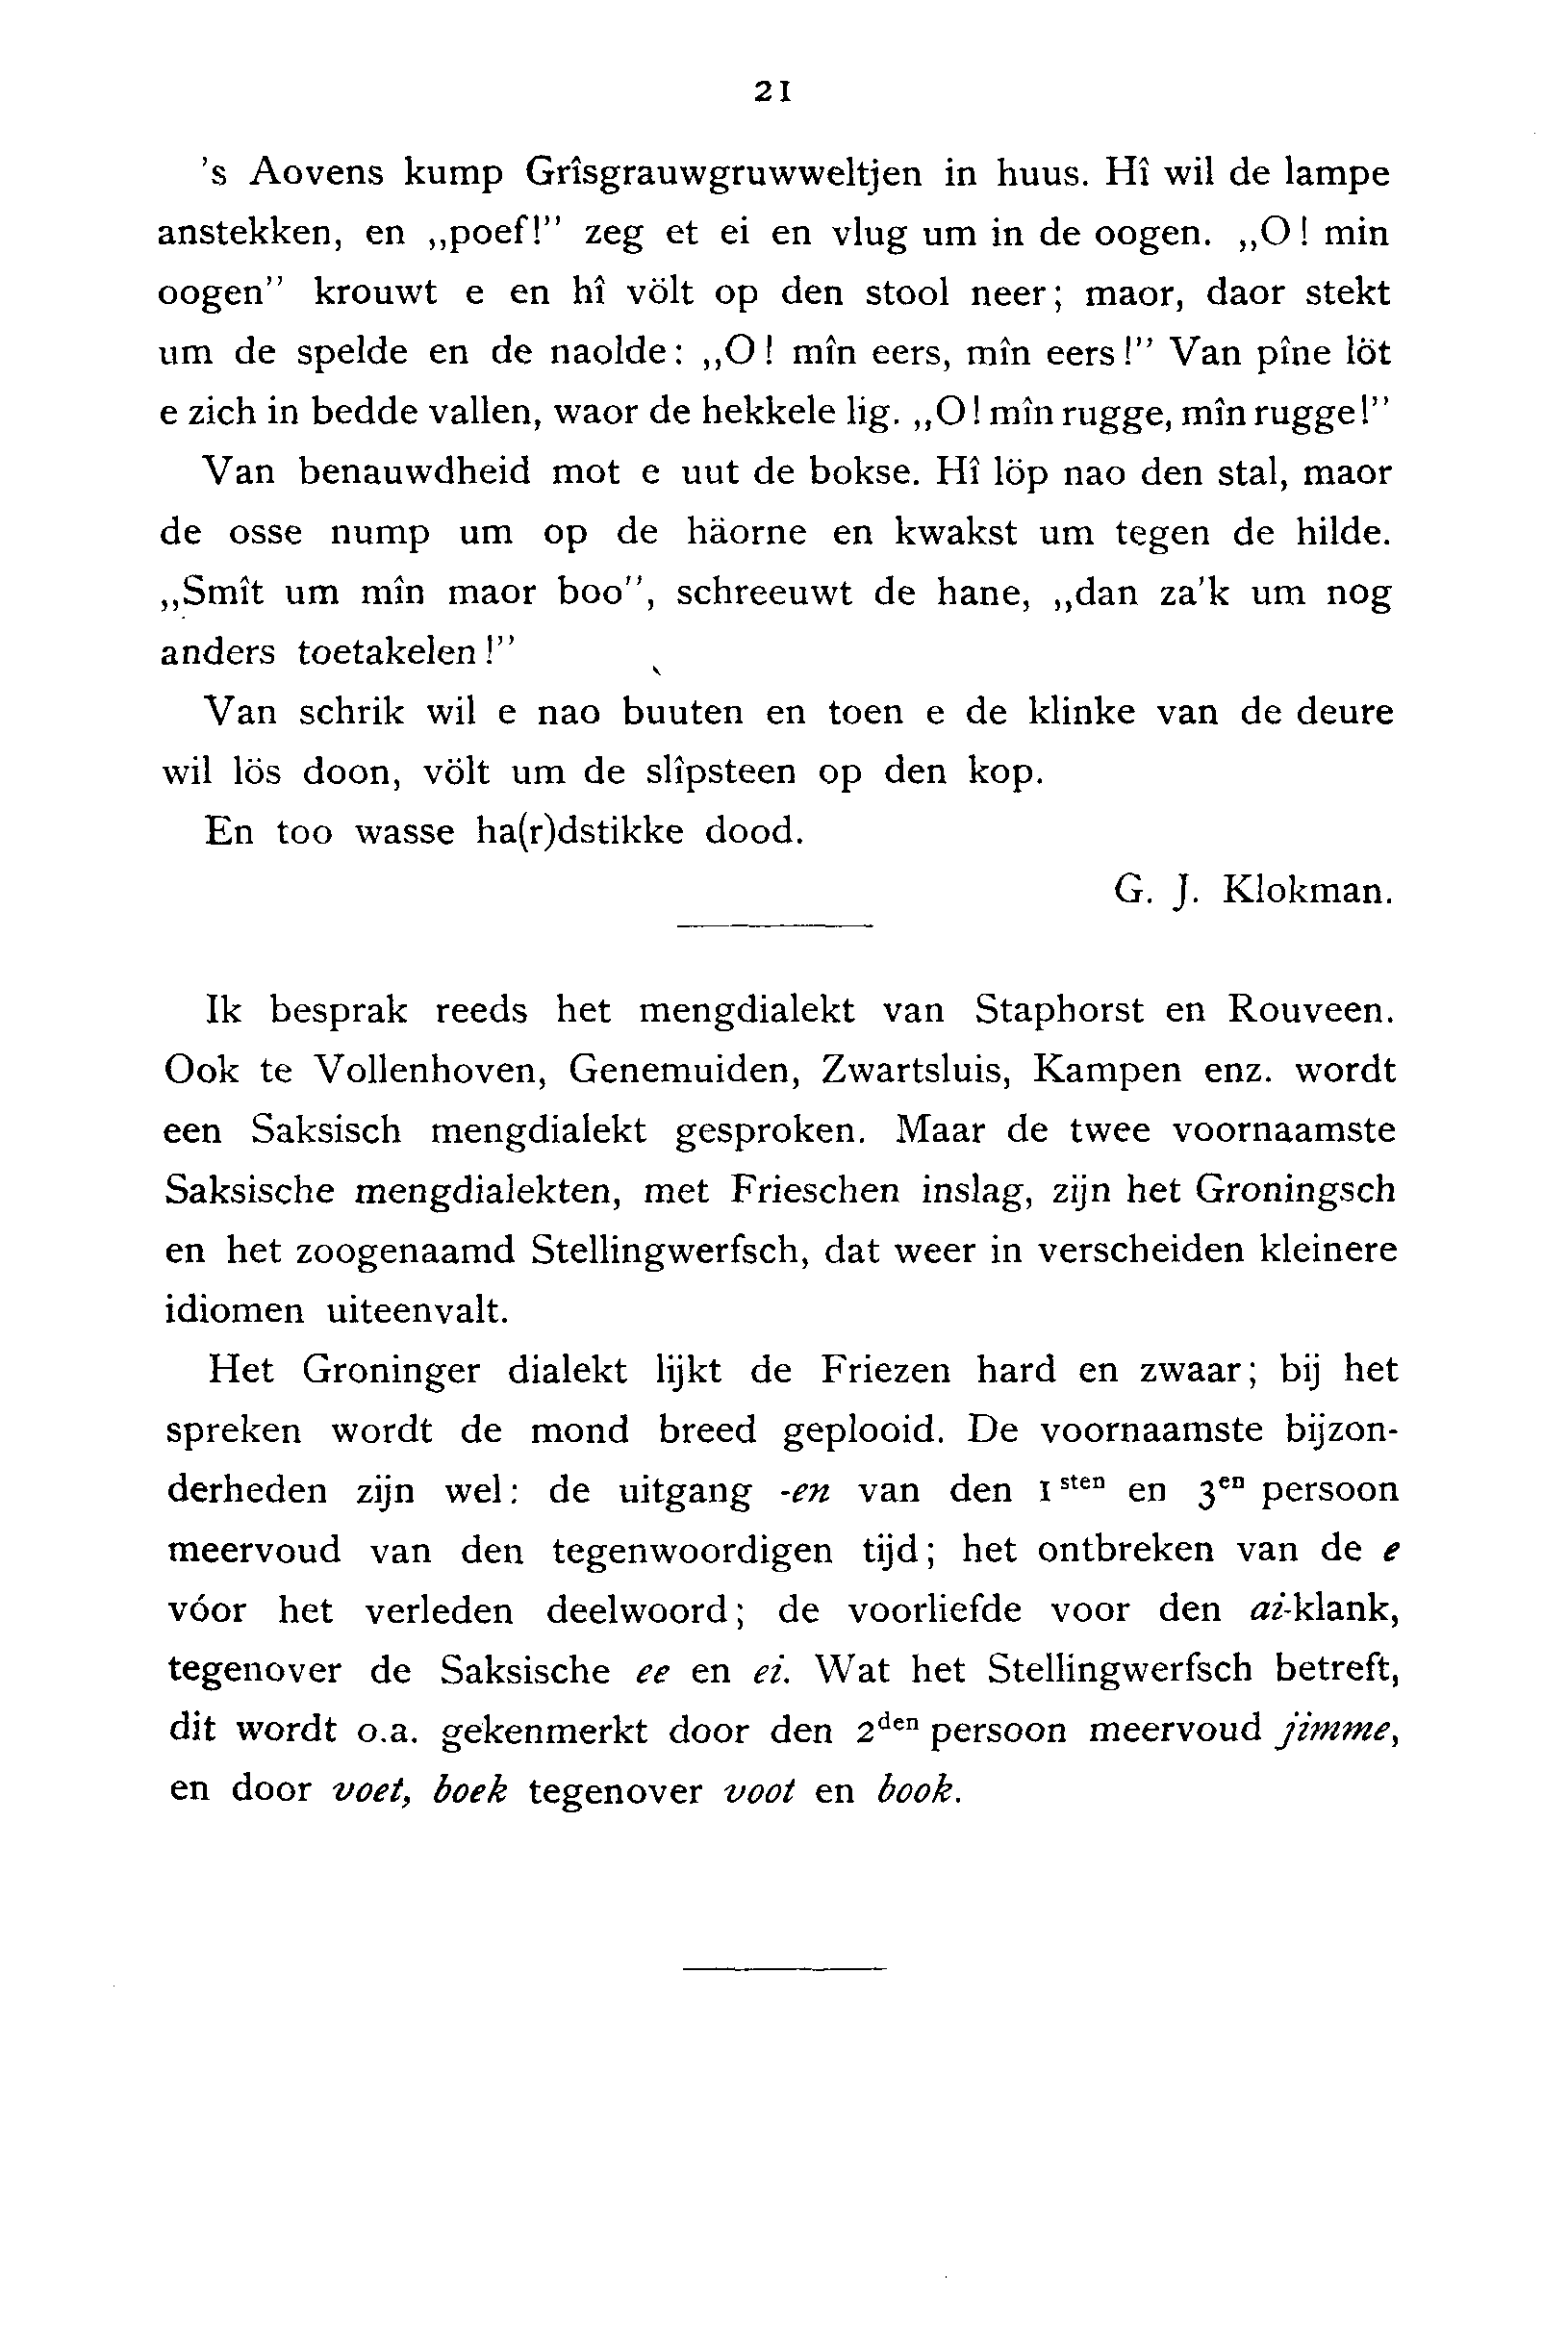 21
's Aovens kump Grîsgrauwgruwweltjen in huus. Hî wil de lampe
anstekken, en „poef!” zeg et ei en vlug um in de oogen. „O! min
oogen” krouwt e en hî völt op den stool neer; maor, daor stekt
um de spelde en de naolde: „O! mîn eers, mîn eers!” Van pîne löt
e zich in bedde vallen, waor de hekkele lig. „O! mîn rugge, mîn rugge!”
Van benauwdheid mot e uut de bokse. Hî löp nao den stal, maor
de osse nump um op de häorne en kwakst um tegen de hilde.
„Smît um mîn maor boo”, schreeuwt de hane, „dan za'k um nog
anders toetakelen!”
Van schrik wil e nao buuten en toen e de klinke van de deure
wil lös doon, völt um de slîpsteen op den kop.
En too wasse ha(r)dstikke dood.
G. J. Klokman.
Ik besprak reeds het mengdialekt van Staphorst en Rouveen.
Ook te Vollenhoven, Genemuiden, Zwartsluis, Kampen enz. wordt
een Saksisch mengdialekt gesproken. Maar de twee voornaamste
Saksische mengdialekten, met Frieschen inslag, zijn het Groningsch
en het zoogenaamd Stellingwerfsch, dat weer in verscheiden kleinere
idiomen uiteenvalt.
Het Groninger dialekt lijkt de Friezen hard en zwaar; bij het
spreken wordt de mond breed geplooid. De voornaamste bijzon-
derheden zijn wel: de uitgang -en van den 1sten en 3en persoon
meervoud van den tegenwoordigen tijd; het ontbreken van de e
vóor het verleden deelwoord; de voorliefde voor den ai-klank,
tegenover de Saksische ee en ei. Wat het Stellingwerfsch betreft,
dit wordt o.a. gekenmerkt door den 2den persoon meervoud jimme,
en door voet, boek tegenover voot en book.